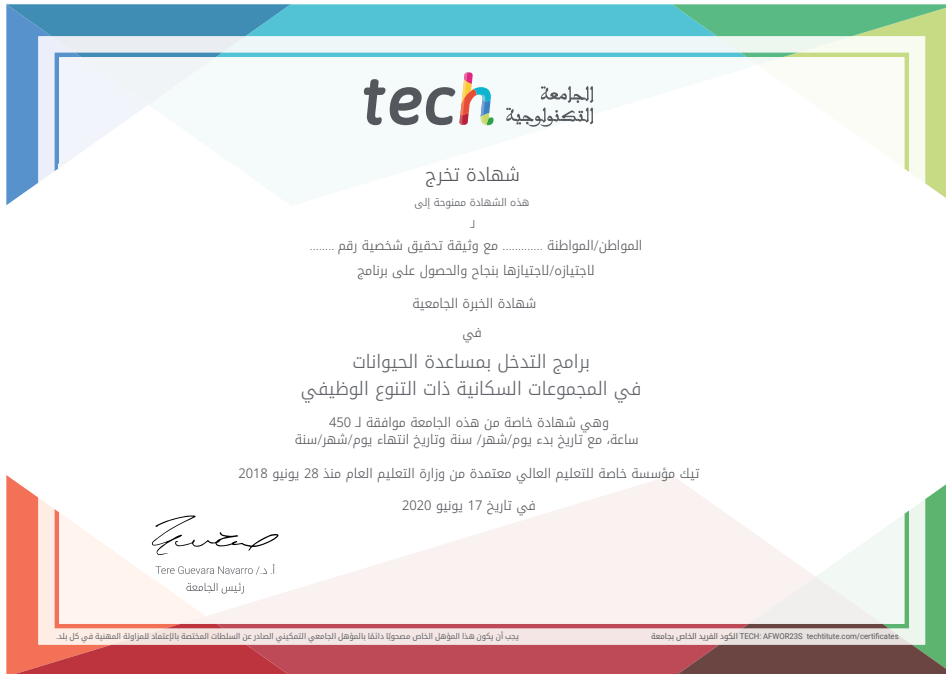 tech الجامعة
التكنولوجية
شهادة تخرج
هذه الشهادة ممنوحة إلى
لـ
المواطن/المواطنة ............ مع وثيقة تحقيق شخصية رقم ........
لاجتيازه/لاجتيازها بنجاح والحصول على برنامج
شهادة الخبرة الجامعية
في
برامج التدخل بمساعدة الحيوانات
في المجموعات السكانية ذات التنوع الوظيفي
وهي شهادة خاصة من هذه الجامعة موافقة لـ 450
ساعة، مع تاريخ بدء يوم/شهر/ سنة وتاريخ انتهاء يوم/شهر/سنة
تيك مؤسسة خاصة للتعليم العالي معتمدة من وزارة التعليم العام منذ 28 يونيو 2018
في تاريخ 17 يونيو 2020
أ. د./ Tere Guevara Navarro
رئيس الجامعة
يجب أن يكون هذا المؤهل الخاص مصحوبًا دائمًا بالمؤهل الجامعي التمكيني الصادر عن السلطات المختصة بالإعتماد للمزاولة المهنية في كل بلد.
الكود الفريد الخاص بجامعة TECH: AFWOR23S techtitute.com/certificates